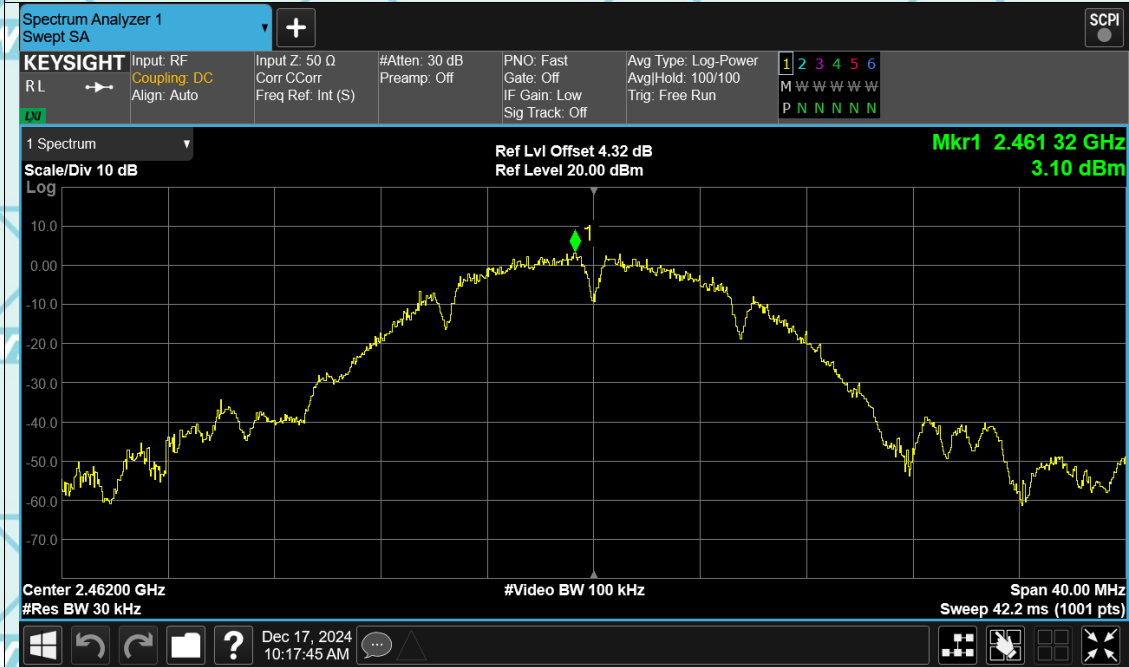 Spectrum Analyzer 1
Swept SA
+
SCPI
KEYSIGHT
R L
LXI
Input: RF
Coupling: DC
Align: Auto
Input Z: 50 Ω
Corr CCorr
Freq Ref: Int (S)
#Atten: 30 dB
Preamp: Off
PNO: Fast
Gate: Off
IF Gain: Low
Sig Track: Off
Avg Type: Log-Power
Avg|Hold: 100/100
Trig: Free Run
1 2 3 4 5 6
M W W W W W
P N N N N N
1 Spectrum
Scale/Div 10 dB
Log
Ref Lvl Offset 4.32 dB
Ref Level 20.00 dBm
Mkr1 2.461 32 GHz
3.10 dBm
1
10.0
0.00
-10.0
-20.0
-30.0
-40.0
-50.0
-60.0
-70.0
Center 2.46200 GHz
#Res BW 30 kHz
#Video BW 100 kHz
Span 40.00 MHz
Sweep 42.2 ms (1001 pts)
?
Dec 17, 2024
10:17:45 AM